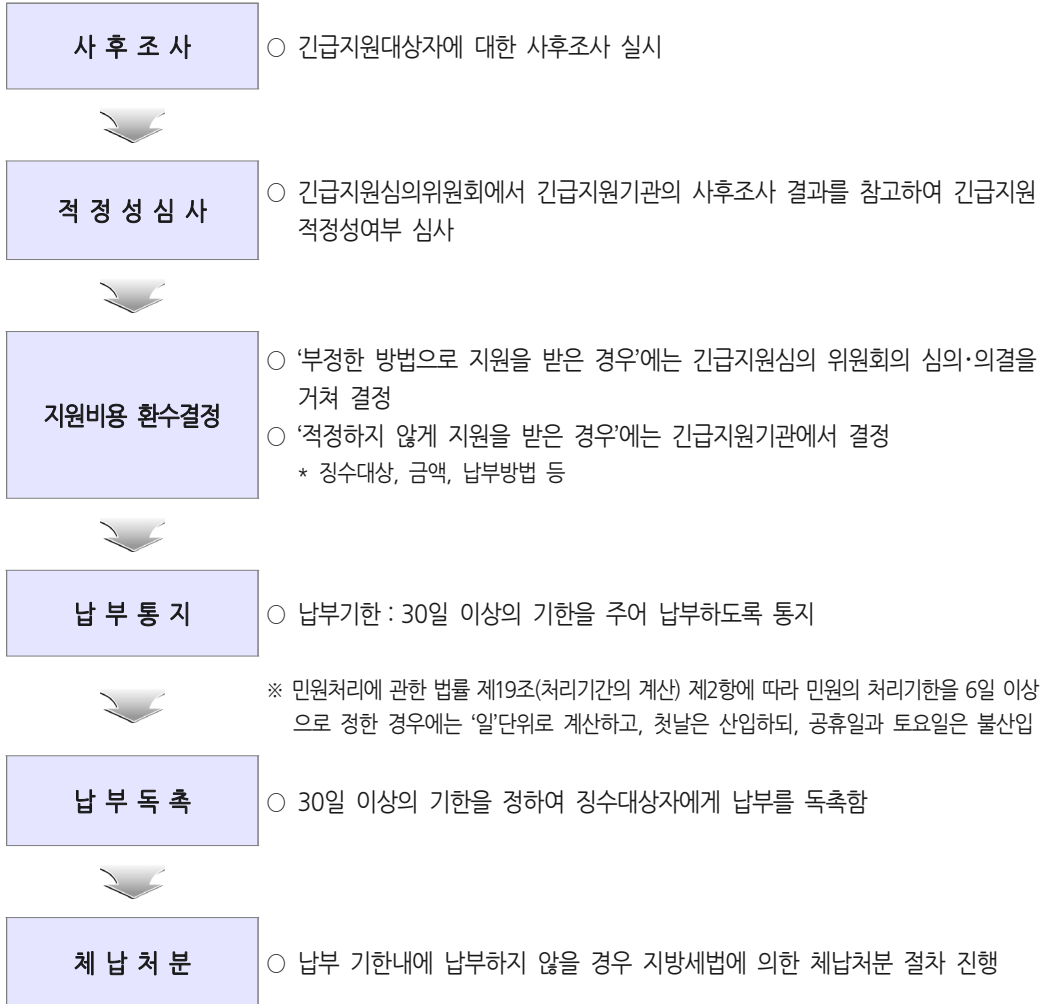 사 후 조 사
○ 긴급지원대상자에 대한 사후조사 실시
적 정 성 심 사
○ 긴급지원심의위원회에서 긴급지원기관의 사후조사 결과를 참고하여 긴급지원
적정성여부 심사
지원비용 환수결정
○ ‘부정한 방법으로 지원을 받은 경우’에는 긴급지원심의 위원회의 심의･의결을
거쳐 결정
○ ‘적정하지 않게 지원을 받은 경우’에는 긴급지원기관에서 결정
* 징수대상, 금액, 납부방법 등
납 부 통 지
○ 납부기한 : 30일 이상의 기한을 주어 납부하도록 통지
※ 민원처리에 관한 법률 제19조(처리기간의 계산) 제2항에 따라 민원의 처리기한을 6일 이상
으로 정한 경우에는 ‘일’단위로 계산하고, 첫날은 산입하되, 공휴일과 토요일은 불산입
납 부 독 촉
○ 30일 이상의 기한을 정하여 징수대상자에게 납부를 독촉함
체 납 처 분
○ 납부 기한내에 납부하지 않을 경우 지방세법에 의한 체납처분 절차 진행